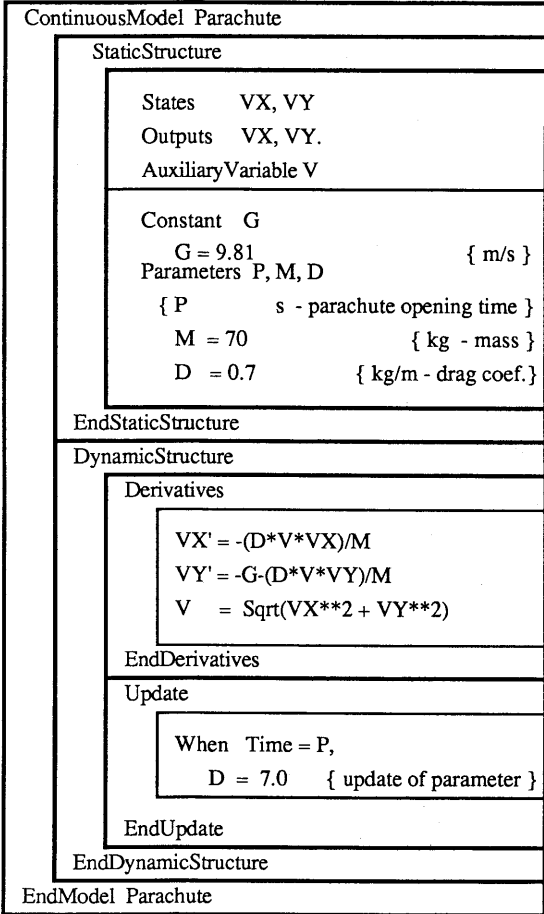 ContinuousModel Parachute
StaticStructure
States VX, VY
Outputs VX, VY.
AuxiliaryVariable V
Constant G
G = 9.81 { m/s }
Parameters P, M, D
{ P s - parachute opening time }
M = 70 { kg - mass }
D = 0.7 { kg/m - drag coef.}
EndStaticStructure
DynamicStructure
Derivatives
VX' = -(D*V*VX)/M
VY' = -G-(D*V*VY)/M
V = Sqrt(VX**2 + VY**2)
EndDerivatives
Update
When Time = P,
D = 7.0 { update of parameter }
EndUpdate
EndDynamicStructure
EndModel Parachute